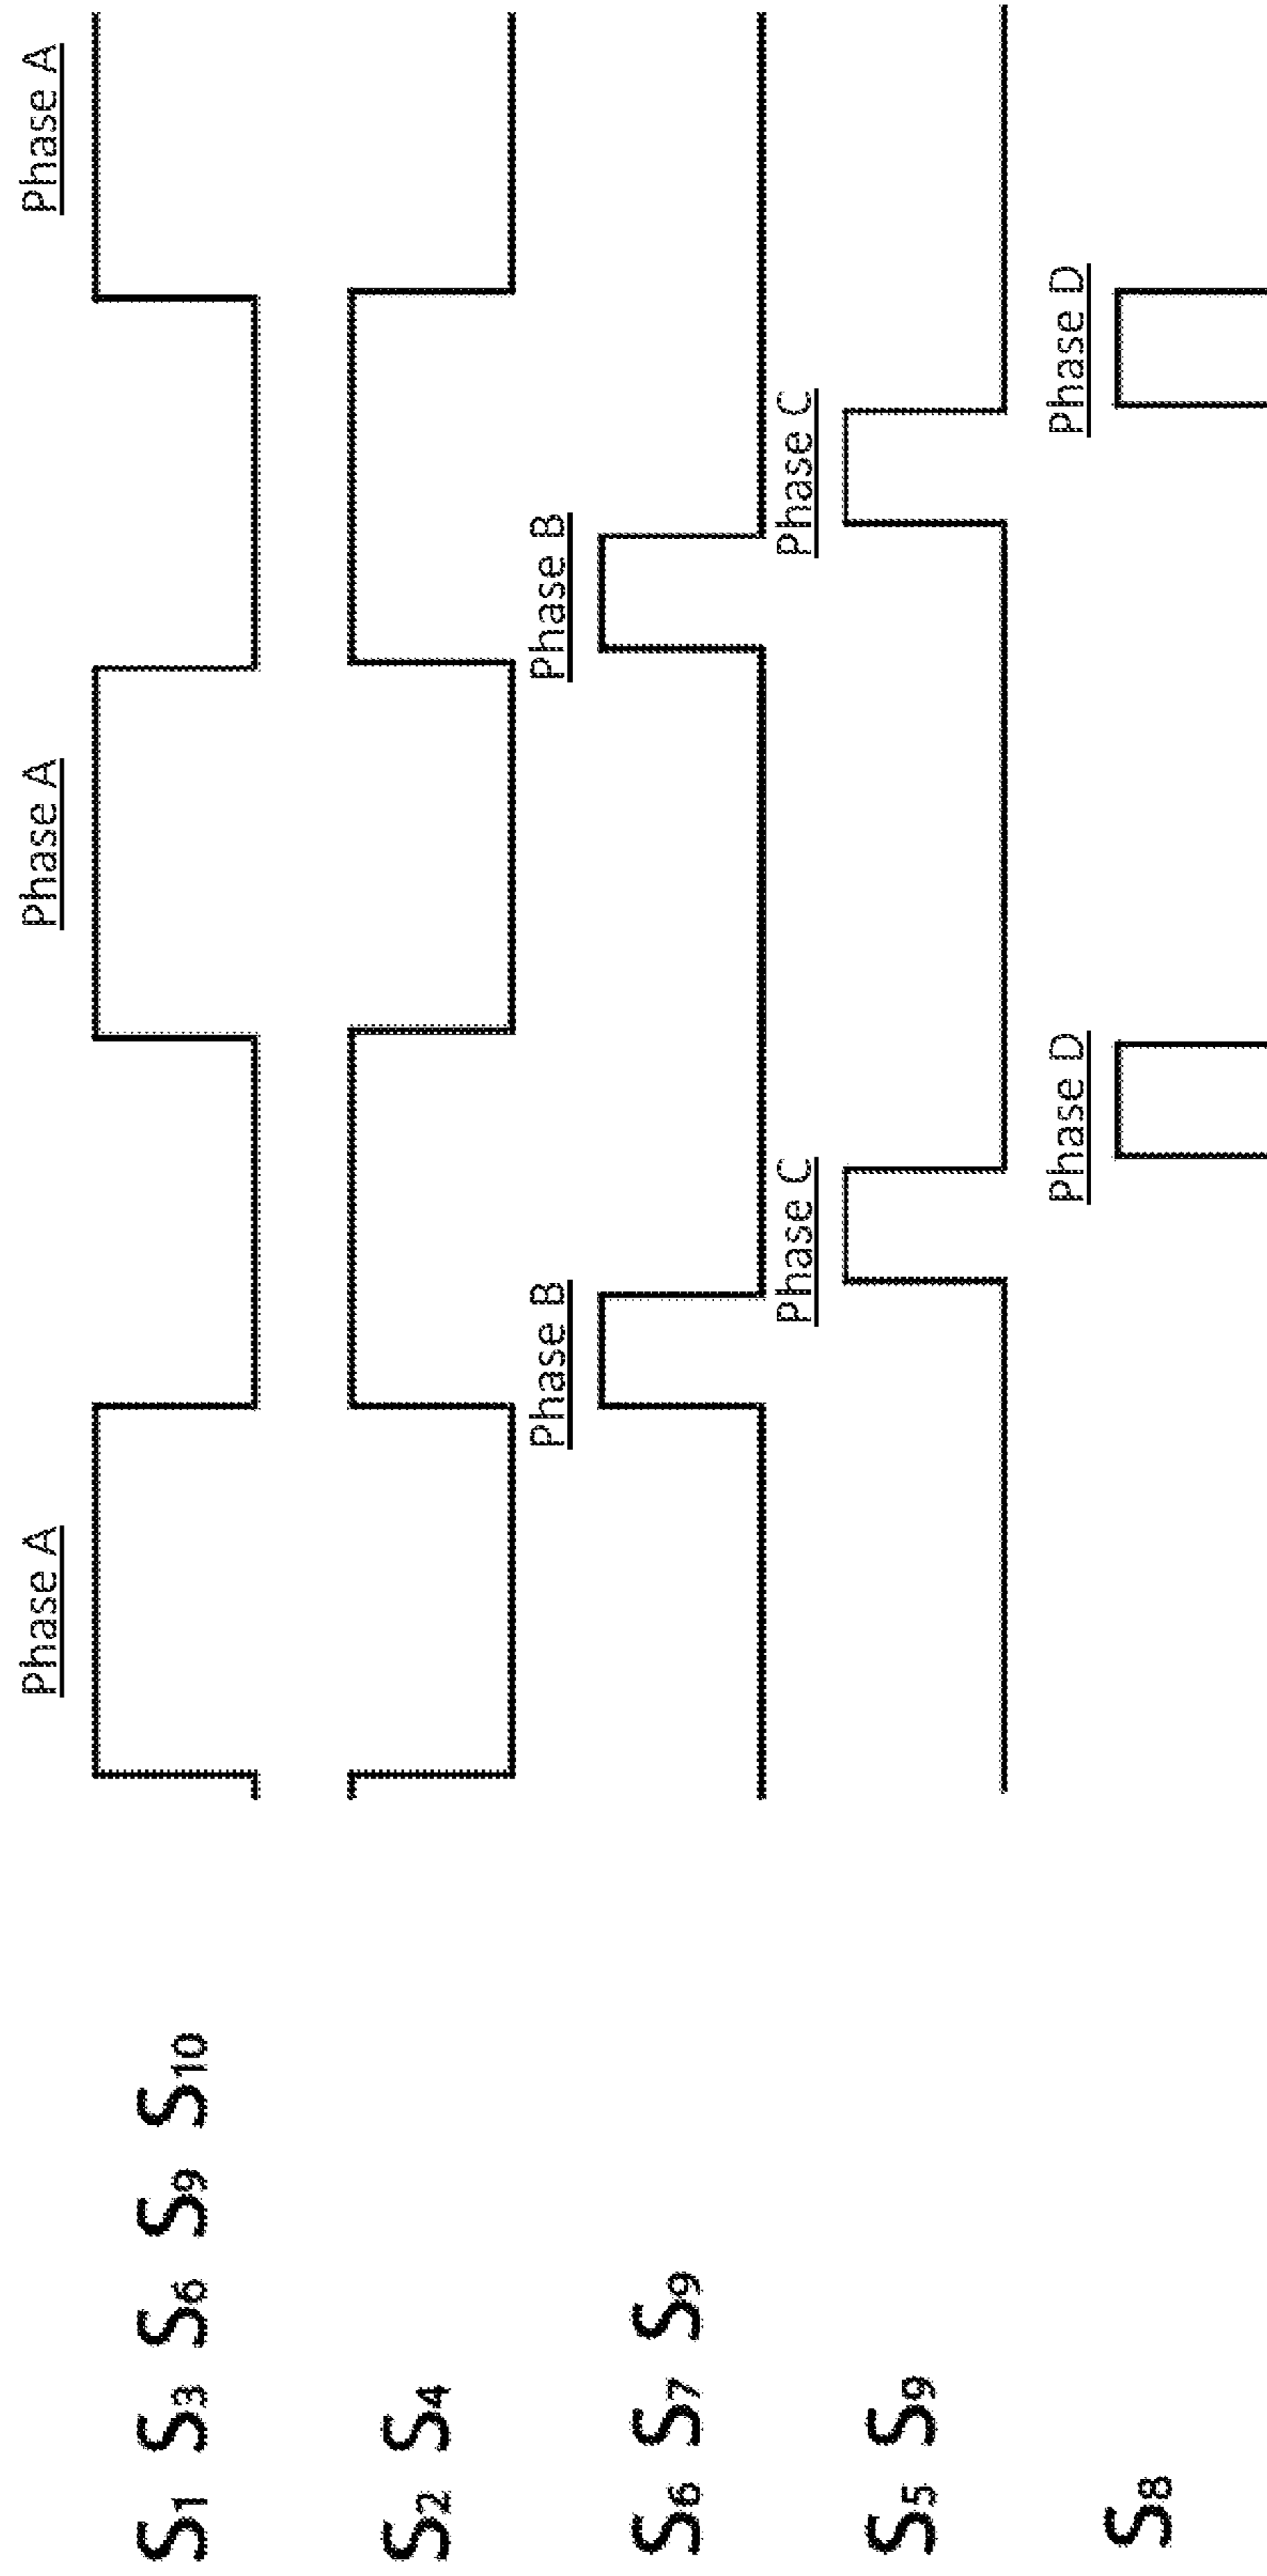 Phase A Phase A Phase A
S1 S3 S6 S9 S10
S2 S4
Phase B Phase B
S6 S7 S9
Phase C Phase C
S5 S9
Phase D Phase D
S8